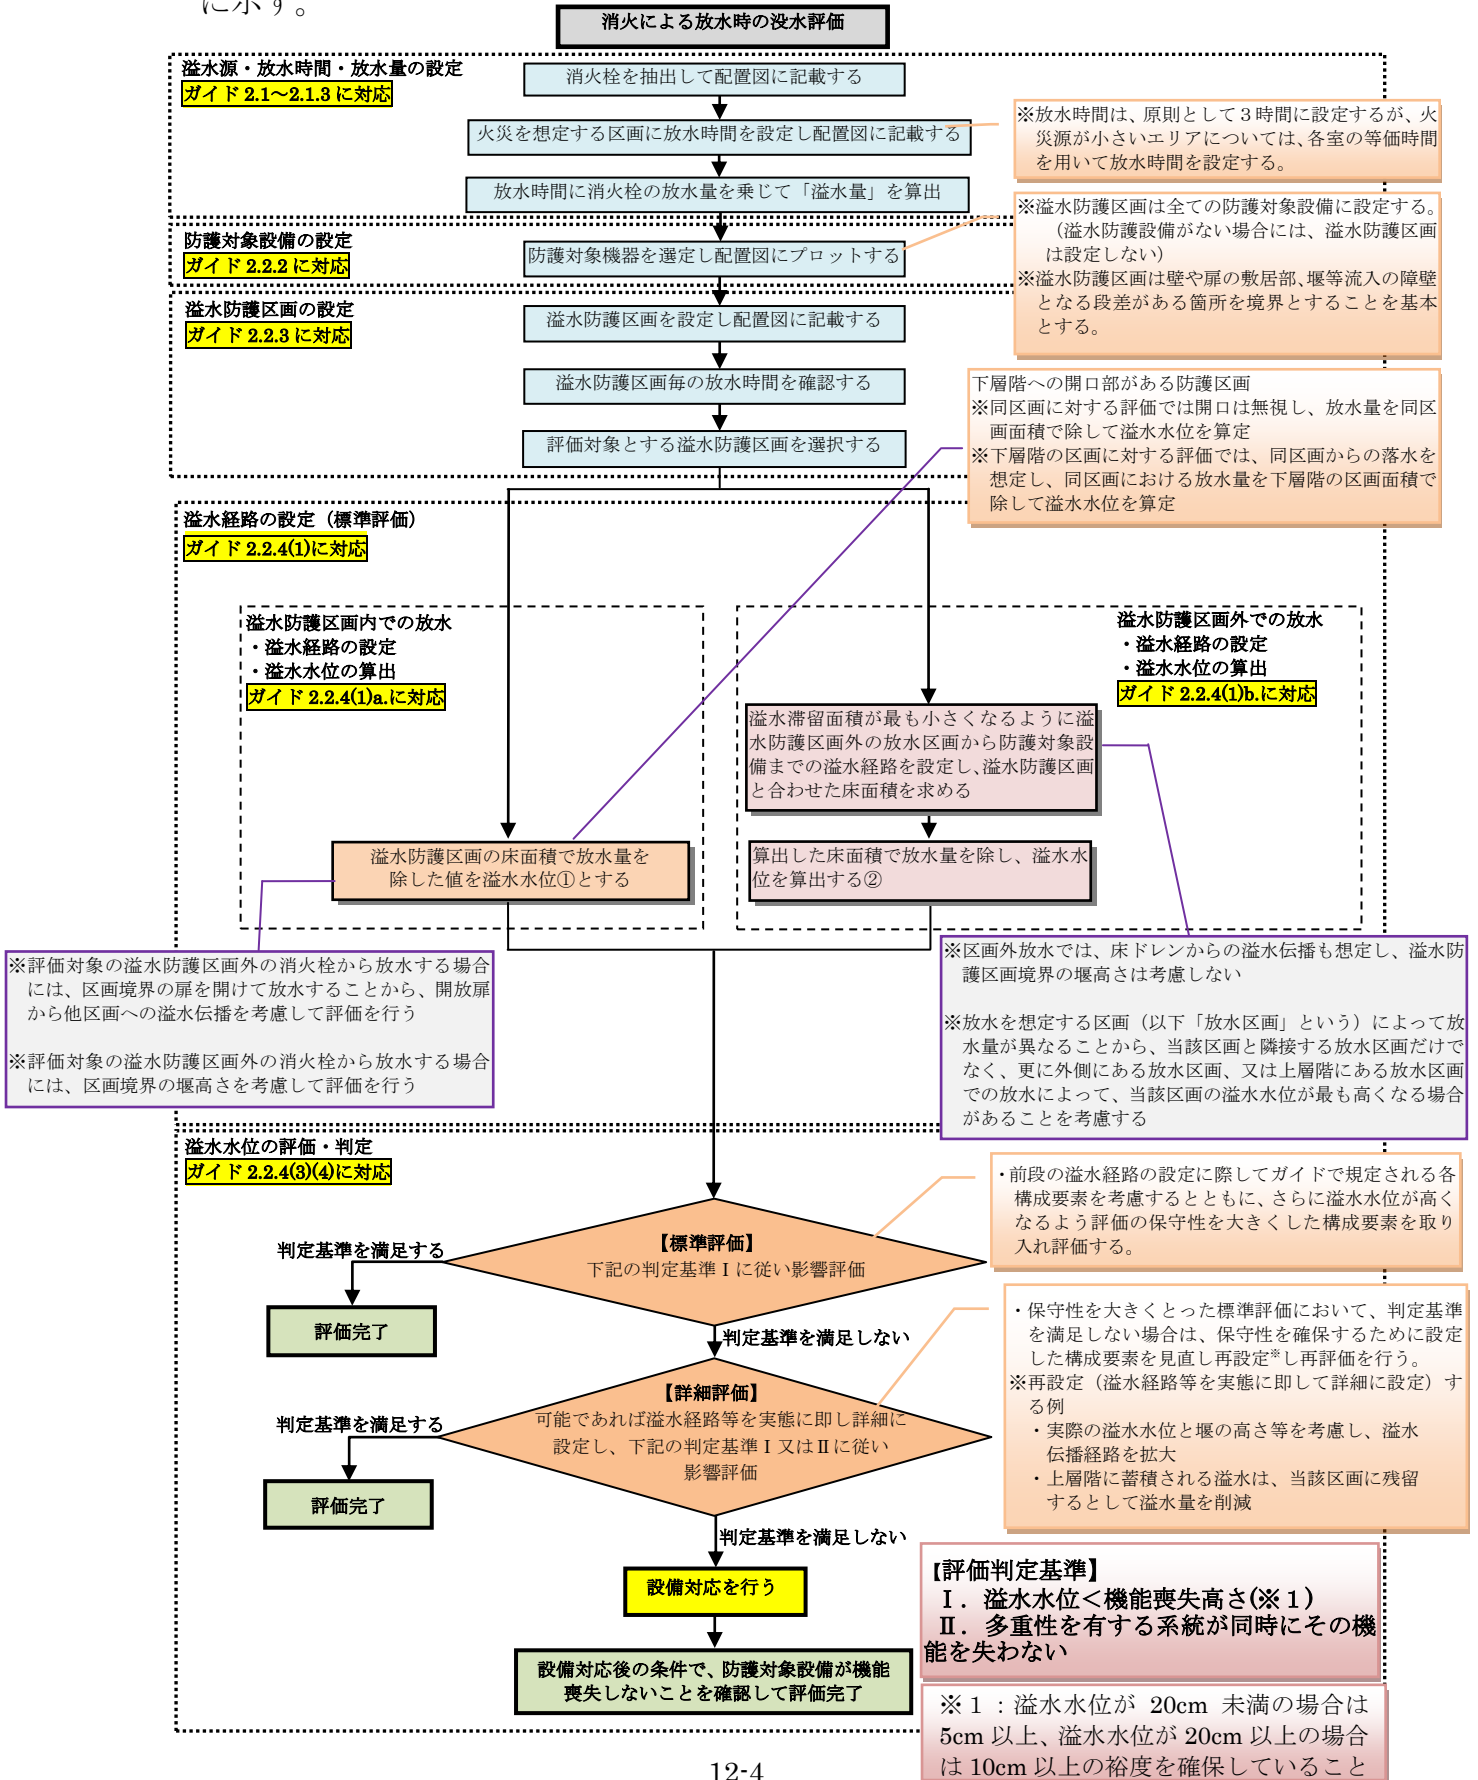 に示す。
消火による放水時の没水評価
溢水源・放水時間・放水量の設定
ガイド 2.1～2.1.3 に対応
消火栓を抽出して配置図に記載する
火災を想定する区画に放水時間を設定し配置図に記載する
放水時間に消火栓の放水量を乗じて「溢水量」を算出
※放水時間は、原則として３時間に設定するが、火
災源が小さいエリアについては、各室の等価時間
を用いて放水時間を設定する。
防護対象設備の設定
ガイド 2.2.2 に対応
防護対象機器を選定し配置図にプロットする
※溢水防護区画は全ての防護対象設備に設定する。
（溢水防護設備がない場合には、溢水防護区画
は設定しない）
※溢水防護区画は壁や扉の敷居部、堰等流入の障壁
となる段差がある箇所を境界とすることを基本
とする。
溢水防護区画の設定
ガイド 2.2.3 に対応
溢水防護区画を設定し配置図に記載する
溢水防護区画毎の放水時間を確認する
評価対象とする溢水防護区画を選択する
下層階への開口部がある防護区画
※同区画に対する評価では開口は無視し、放水量を同区
画面積で除して溢水水位を算定
※下層階の区画に対する評価では、同区画からの落水を
想定し、同区画における放水量を下層階の区画面積で
除して溢水水位を算定
溢水経路の設定（標準評価）
ガイド 2.2.4(1)に対応
溢水防護区画内での放水
・溢水経路の設定
・溢水水位の算出
ガイド 2.2.4(1)a.に対応
溢水防護区画外での放水
・溢水経路の設定
・溢水水位の算出
ガイド 2.2.4(1)b.に対応
溢水滞留面積が最も小さくなるように溢
水防護区画外の放水区画から防護対象設
備までの溢水経路を設定し、溢水防護区画
と合わせた床面積を求める
溢水防護区画の床面積で放水量を
除した値を溢水水位①とする
算出した床面積で放水量を除し、溢水水
位を算出する②
※評価対象の溢水防護区画外の消火栓から放水する場合
には、区画境界の扉を開けて放水することから、開放扉
から他区画への溢水伝播を考慮して評価を行う
※評価対象の溢水防護区画外の消火栓から放水する場合
には、区画境界の堰高さを考慮して評価を行う
※区画外放水では、床ドレンからの溢水伝播も想定し、溢水防
護区画境界の堰高さは考慮しない
※放水を想定する区画（以下「放水区画」という）によって放
水量が異なることから、当該区画と隣接する放水区画だけで
なく、更に外側にある放水区画、又は上層階にある放水区画
での放水によって、当該区画の溢水水位が最も高くなる場合
があることを考慮する
溢水水位の評価・判定
ガイド 2.2.4(3)(4)に対応
・前段の溢水経路の設定に際してガイドで規定される各
構成要素を考慮するとともに、さらに溢水水位が高く
なるよう評価の保守性を大きくした構成要素を取り
入れ評価する。
【標準評価】
下記の判定基準Ⅰに従い影響評価
判定基準を満足する
評価完了
判定基準を満足しない
・保守性を大きくとった標準評価において、判定基準
を満足しない場合は、保守性を確保するために設定
した構成要素を見直し再設定※し再評価を行う。
※再設定（溢水経路等を実態に即して詳細に設定）す
る例
・実際の溢水水位と堰の高さ等を考慮し、溢水
伝播経路を拡大
・上層階に蓄積される溢水は、当該区画に残留
するとして溢水量を削減
【詳細評価】
可能であれば溢水経路等を実態に即し詳細に
設定し、下記の判定基準Ⅰ又はⅡに従い
影響評価
判定基準を満足する
評価完了
判定基準を満足しない
設備対応を行う
設備対応後の条件で、防護対象設備が機能
喪失しないことを確認して評価完了
【評価判定基準】
Ⅰ．溢水水位＜機能喪失高さ(※１)
Ⅱ．多重性を有する系統が同時にその機
能を失わない
※１：溢水水位が 20cm 未満の場合は
5cm 以上、溢水水位が 20cm 以上の場合
は 10cm 以上の裕度を確保していること
12-4